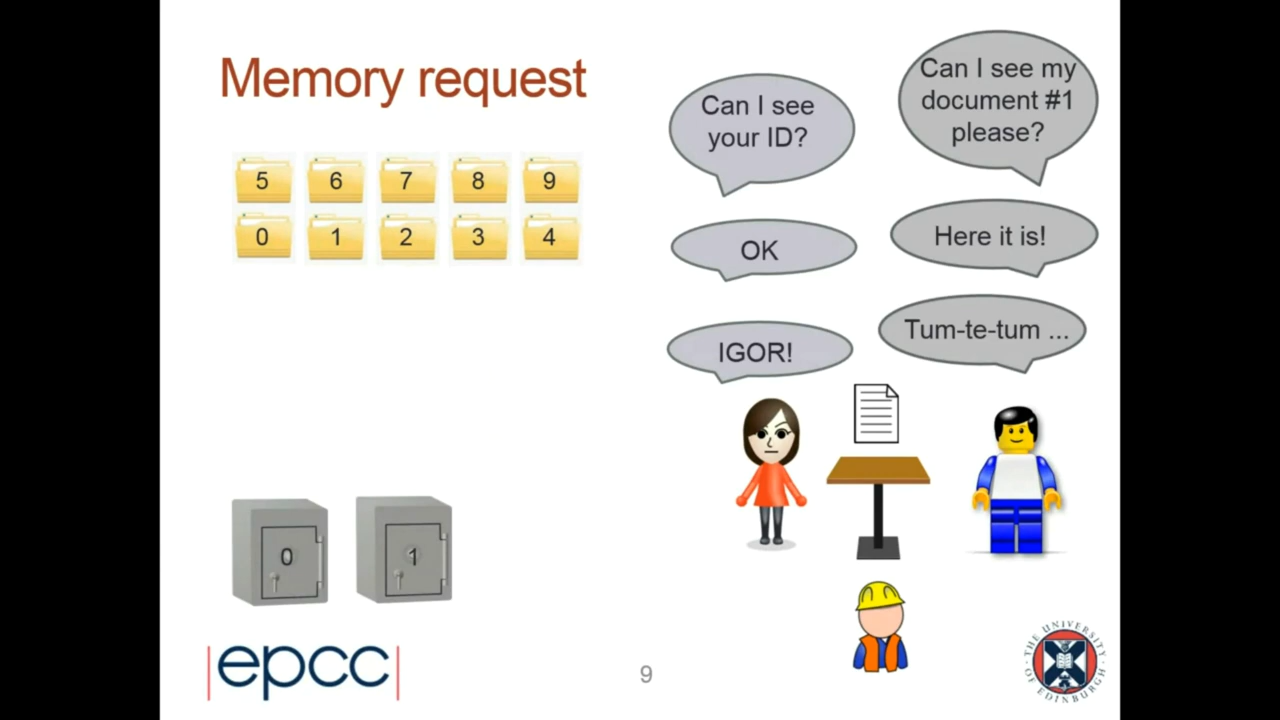 Memory request
5 6 7 8 9
0 1 2 3 4
Can I see
your ID?
Can I see my
document #1
please?
OK
Here it is!
IGOR!
Tum-te-tum ...
0 1
|epcc|
9
THE UNIVERSITY
OF EDINBURGH